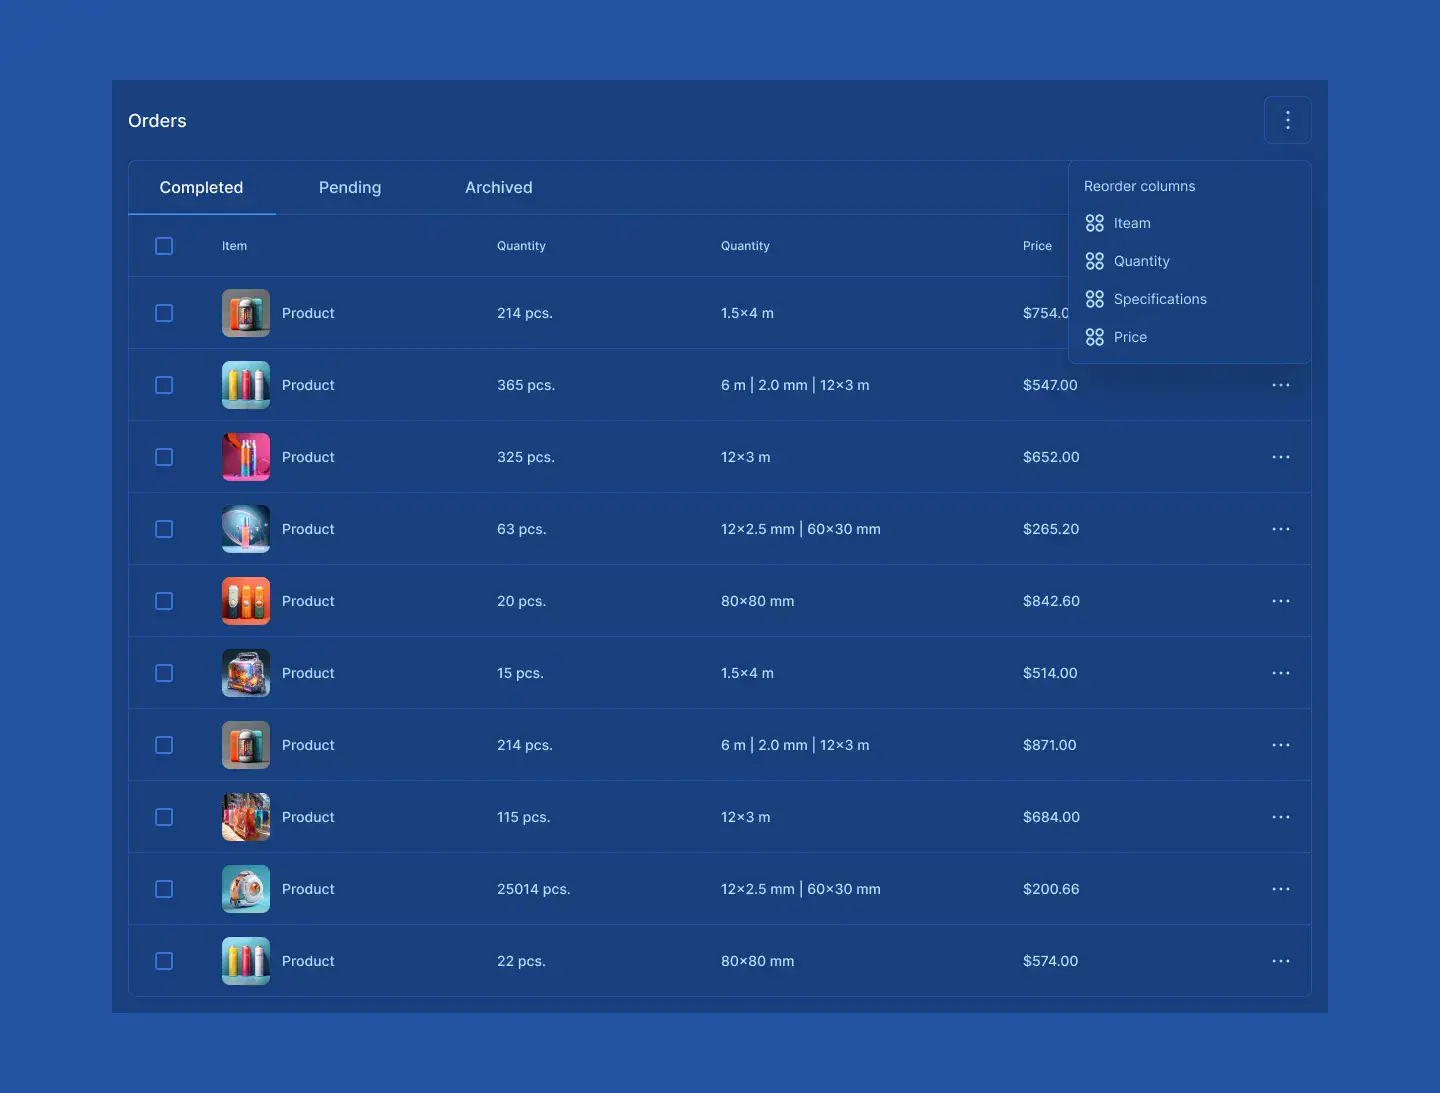 Orders
Completed Pending Archived
Reorder columns
Iteam
Quantity
Specifications
Price
Item Quantity Quantity Price
Product 214 pcs. 1.5×4 m $754.0
Product 365 pcs. 6 m | 2.0 mm | 12×3 m $547.00
Product 325 pcs. 12×3 m $652.00
Product 63 pcs. 12×2.5 mm | 60×30 mm $265.20
Product 20 pcs. 80×80 mm $842.60
Product 15 pcs. 1.5×4 m $514.00
Product 214 pcs. 6 m | 2.0 mm | 12×3 m $871.00
Product 115 pcs. 12×3 m $684.00
Product 25014 pcs. 12×2.5 mm | 60×30 mm $200.66
Product 22 pcs. 80×80 mm $574.00